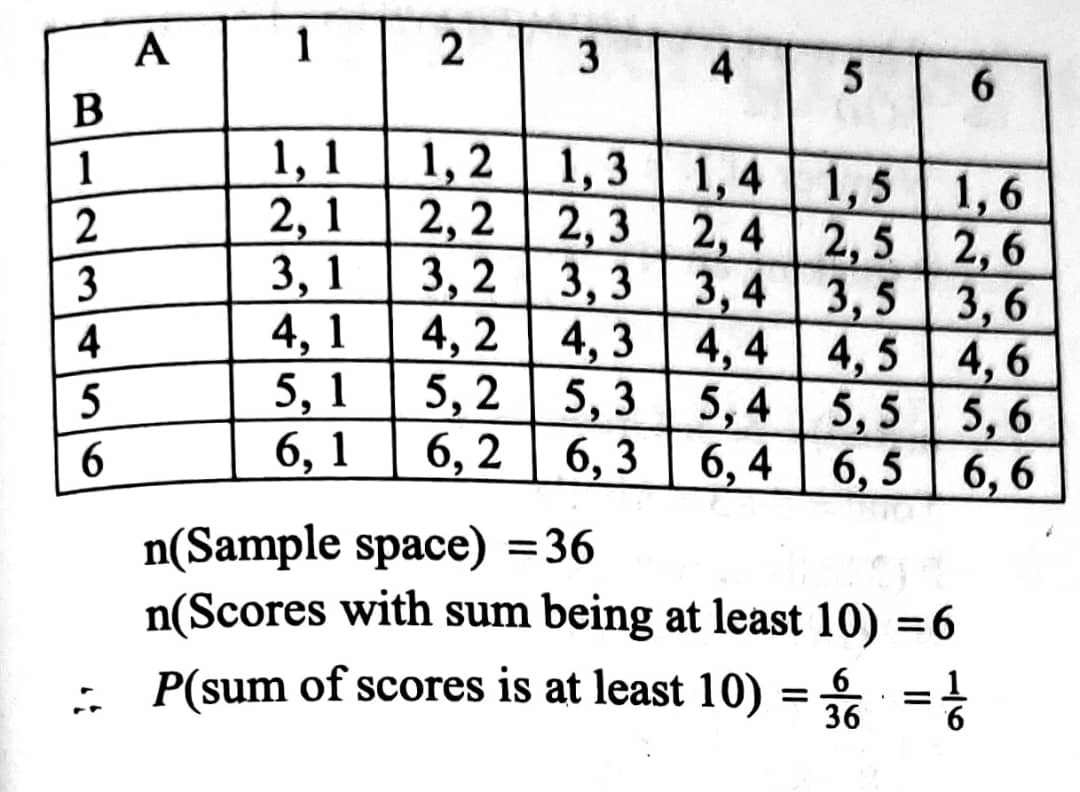 A 1 2 3 4 5 6
B
1 1, 1 1, 2 1, 3 1, 4 1, 5 1, 6
2 2, 1 2, 2 2, 3 2, 4 2, 5 2, 6
3 3, 1 3, 2 3, 3 3, 4 3, 5 3, 6
4 4, 1 4, 2 4, 3 4, 4 4, 5 4, 6
5 5, 1 5, 2 5, 3 5, 4 5, 5 5, 6
6 6, 1 6, 2 6, 3 6, 4 6, 5 6, 6
n(Sample space) = 36
n(Scores with sum being at least 10) = 6
∴ P(sum of scores is at least 10) = 6/36 = 1/6